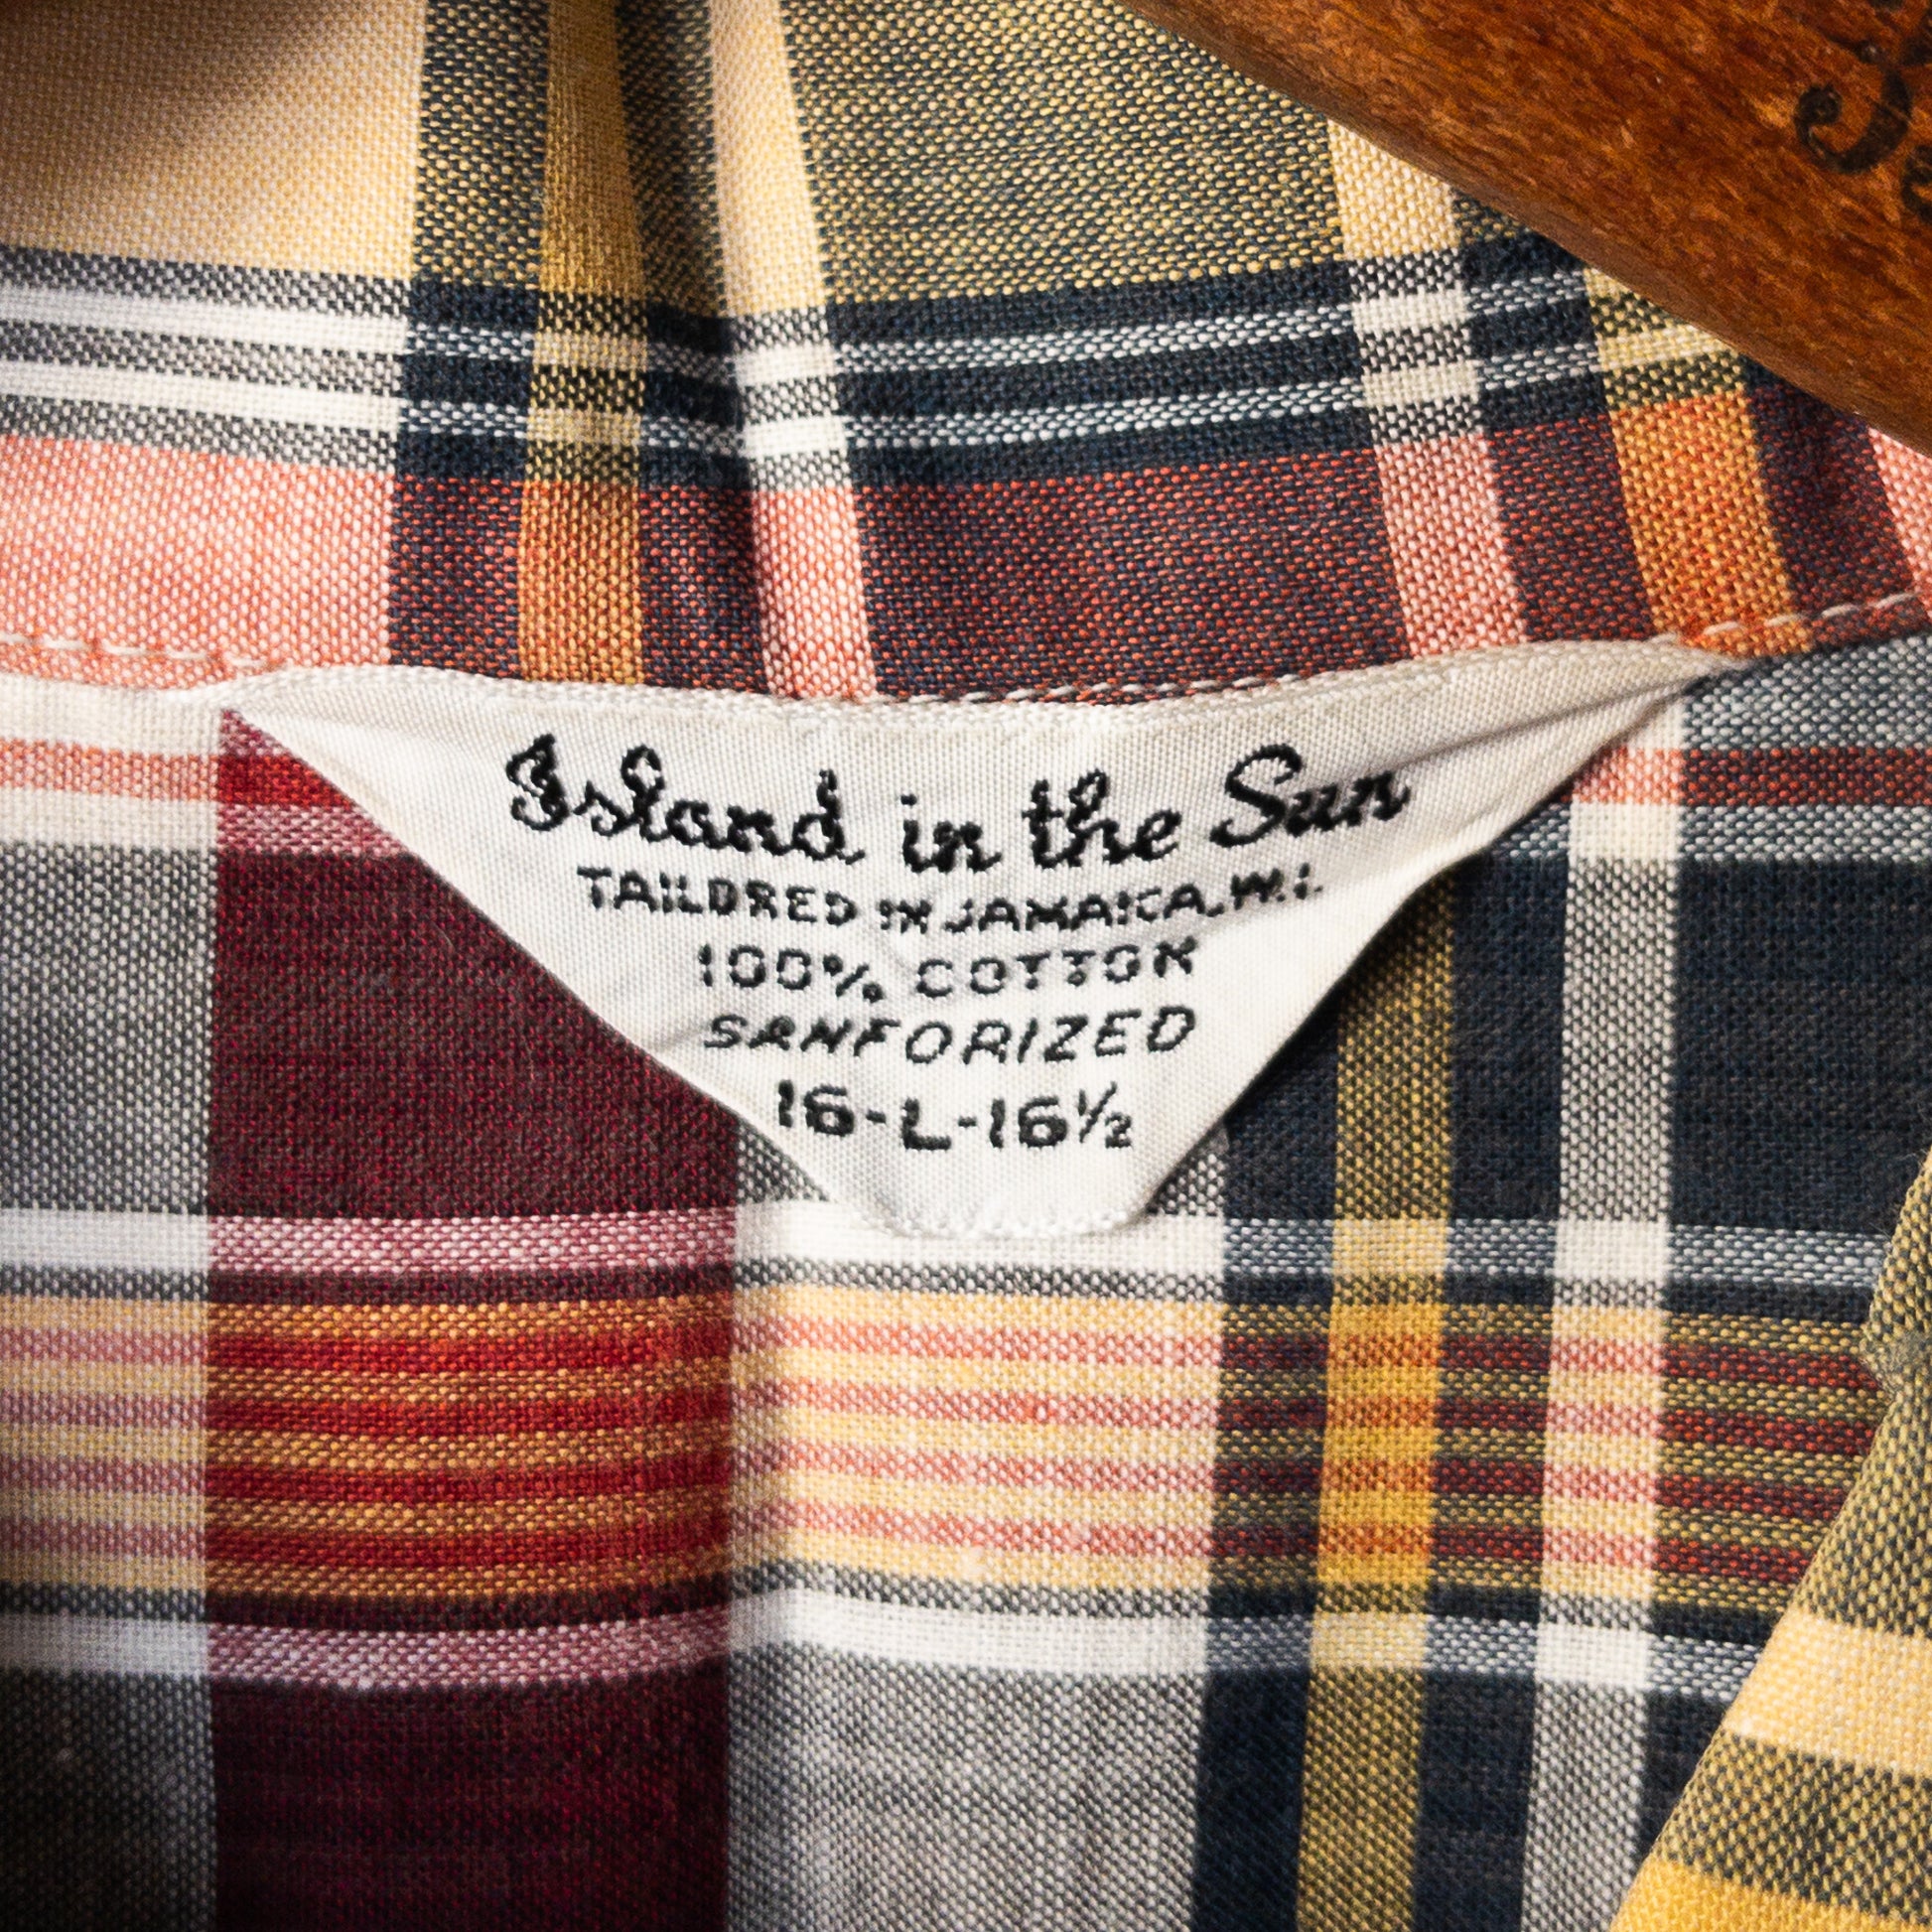 Island in the Sun
TAILORED IN JAMAICA, W.I.
100% COTTON
SANFORIZED
16-L-16½